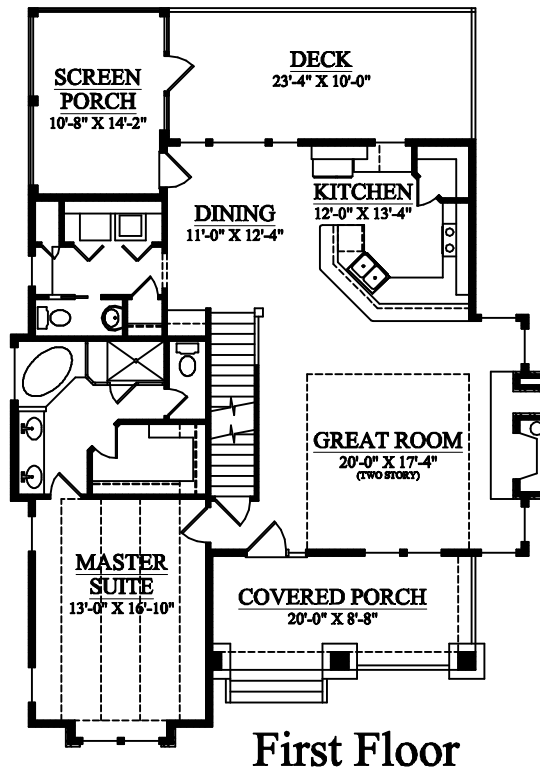 DECK
23'-4" X 10'-0"
SCREEN
PORCH
10'-8" X 14'-2"
KITCHEN
12'-0" X 13'-4"
DINING
11'-0" X 12'-4"
GREAT ROOM
20'-0" X 17'-4"
(TWO STORY)
MASTER
SUITE
13'-0" X 16'-10"
COVERED PORCH
20'-0" X 8'-8"
First Floor